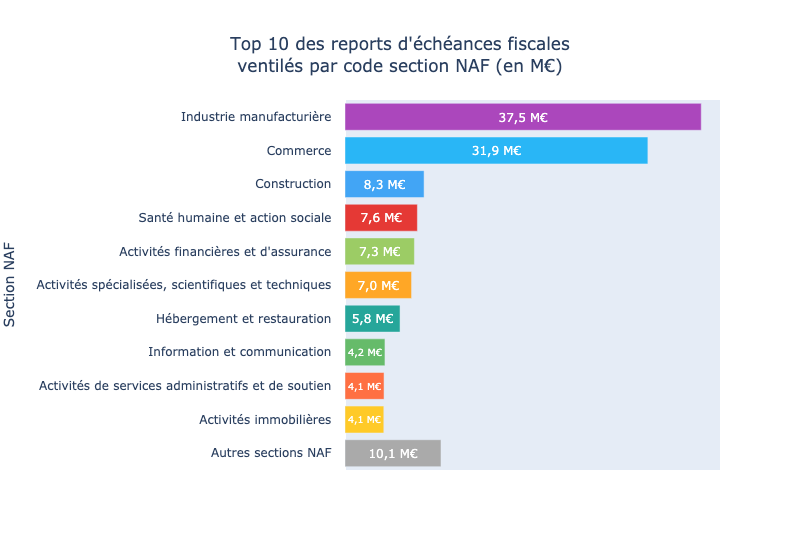 Top 10 des reports d'échéances fiscales
ventilés par code section NAF (en M€)
Section NAF
Industrie manufacturière 37,5 M€
Commerce 31,9 M€
Construction 8,3 M€
Santé humaine et action sociale 7,6 M€
Activités financières et d'assurance 7,3 M€
Activités spécialisées, scientifiques et techniques 7,0 M€
Hébergement et restauration 5,8 M€
Information et communication 4,2 M€
Activités de services administratifs et de soutien 4,1 M€
Activités immobilières 4,1 M€
Autres sections NAF 10,1 M€